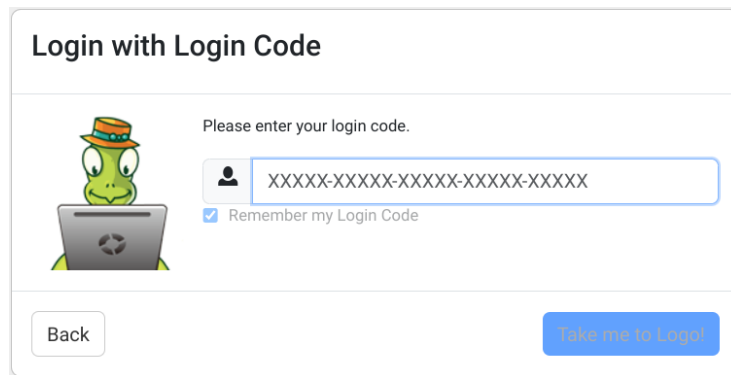 Login with Login Code
Please enter your login code.
XXXXX-XXXXX-XXXXX-XXXXX-XXXXX
Remember my Login Code
Back
Take me to Logo!